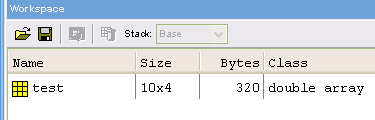 Workspace
Stack: Base
Name Size Bytes Class
test 10x4 320 double array